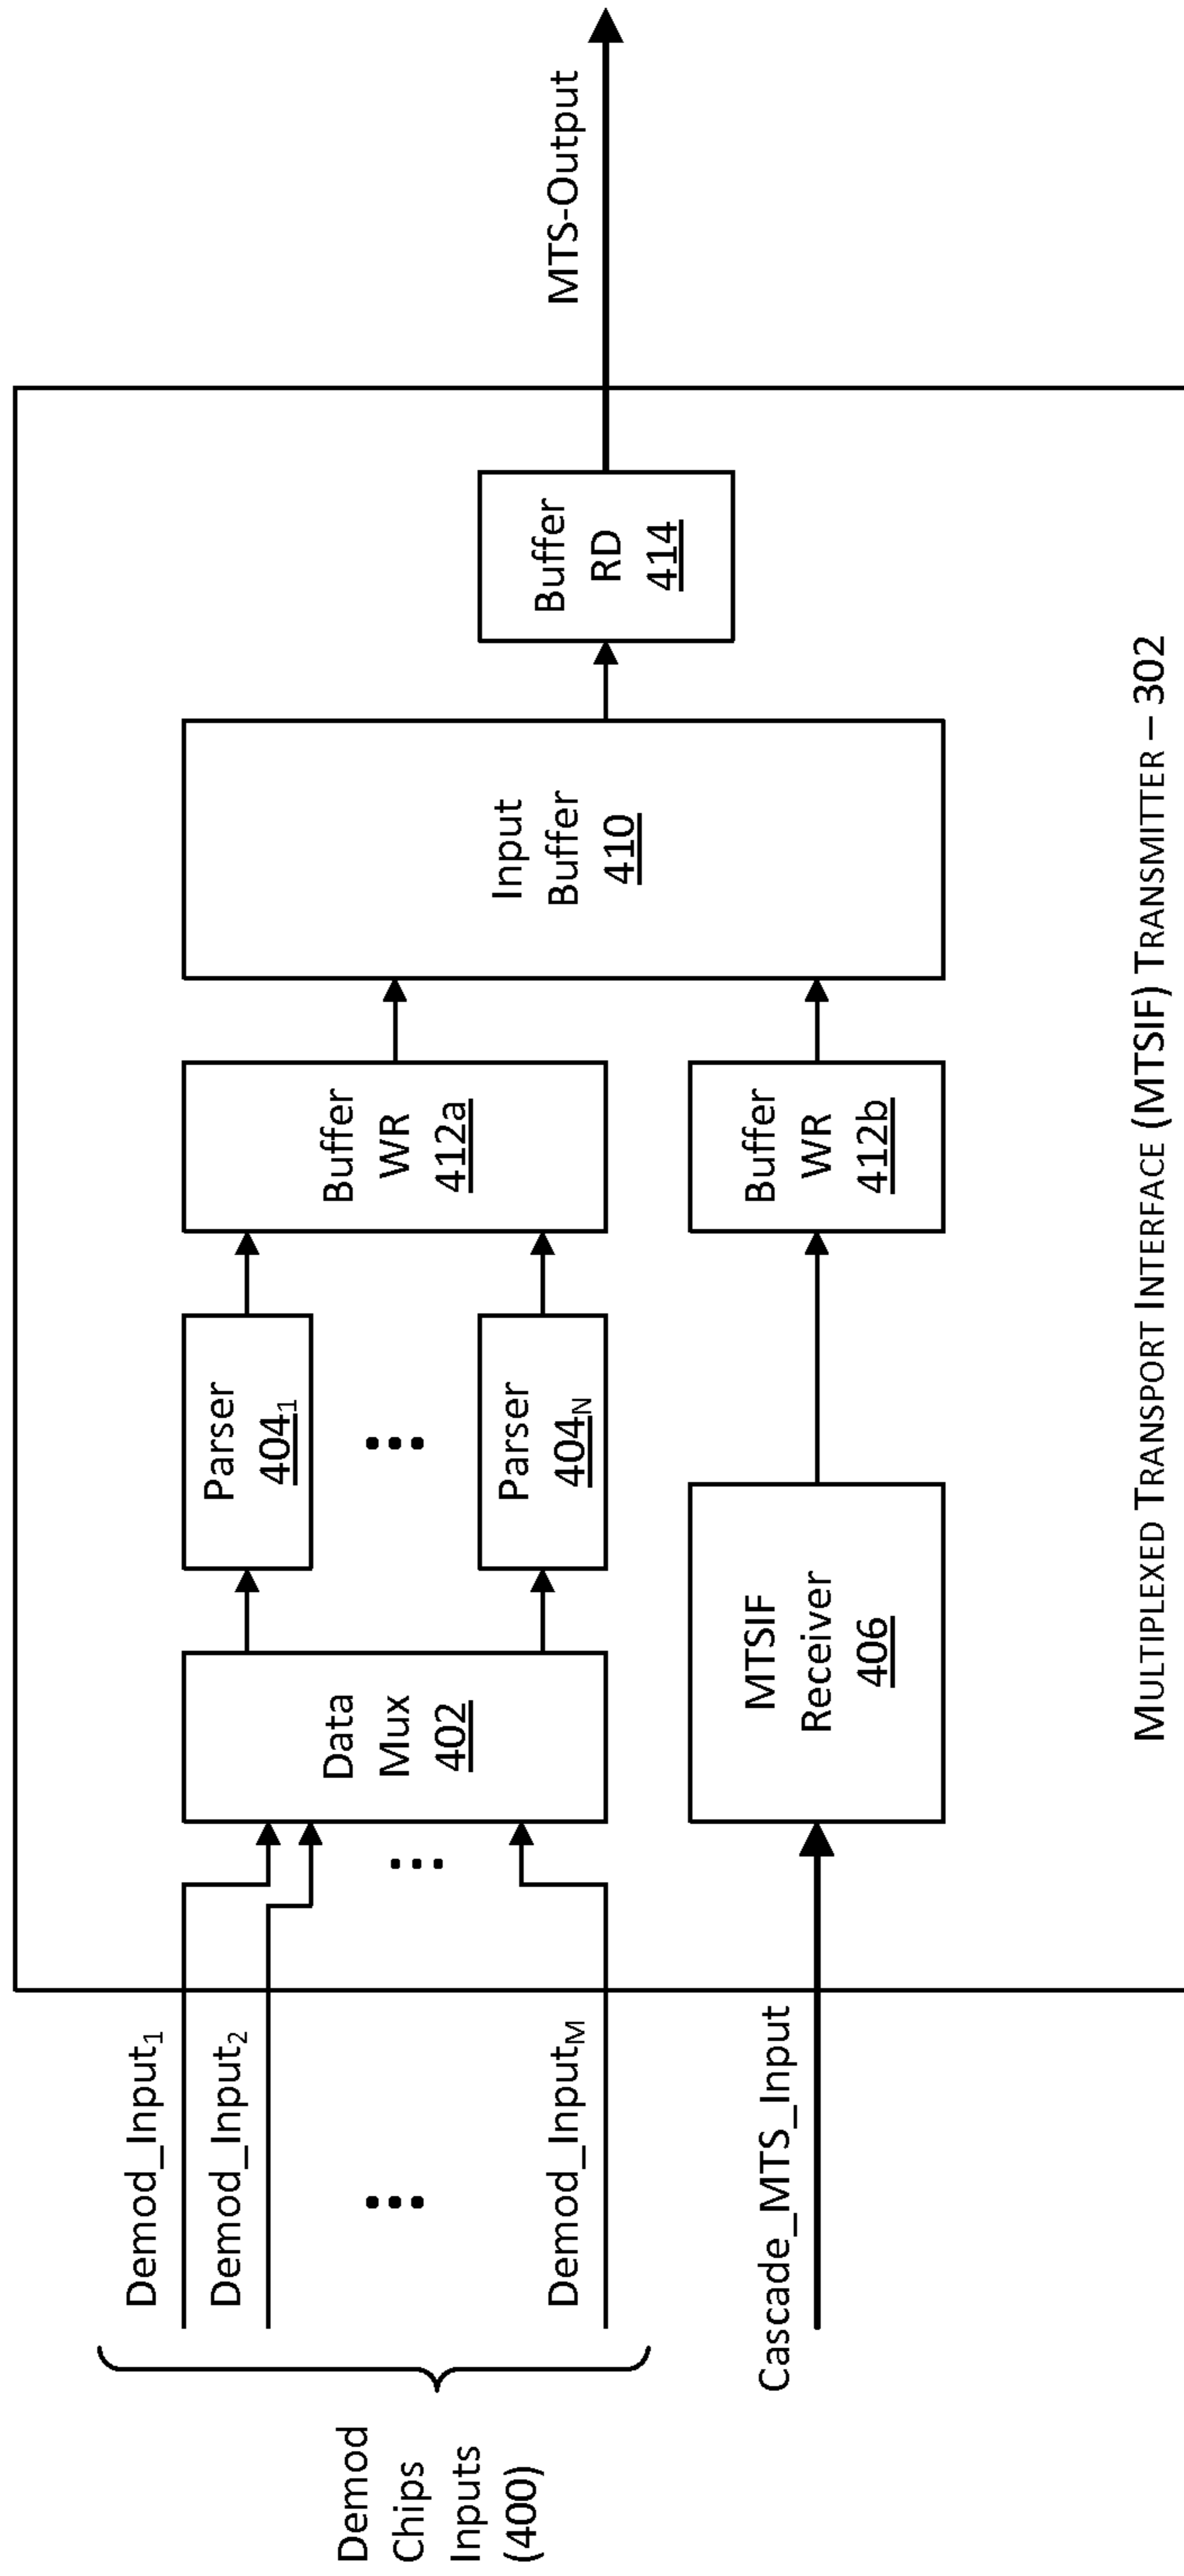 Demod
Chips
Inputs
(400)
Demod_Input1
Demod_Input2
...
Demod_InputM
Cascade_MTS_Input
...
Data
Mux
402
MTSIF
Receiver
406
Parser
4041
...
Parser
404N
Buffer
WR
412a
Buffer
WR
412b
Input
Buffer
410
Buffer
RD
414
MTS-Output
MULTIPLEXED TRANSPORT INTERFACE (MTSIF) TRANSMITTER – 302